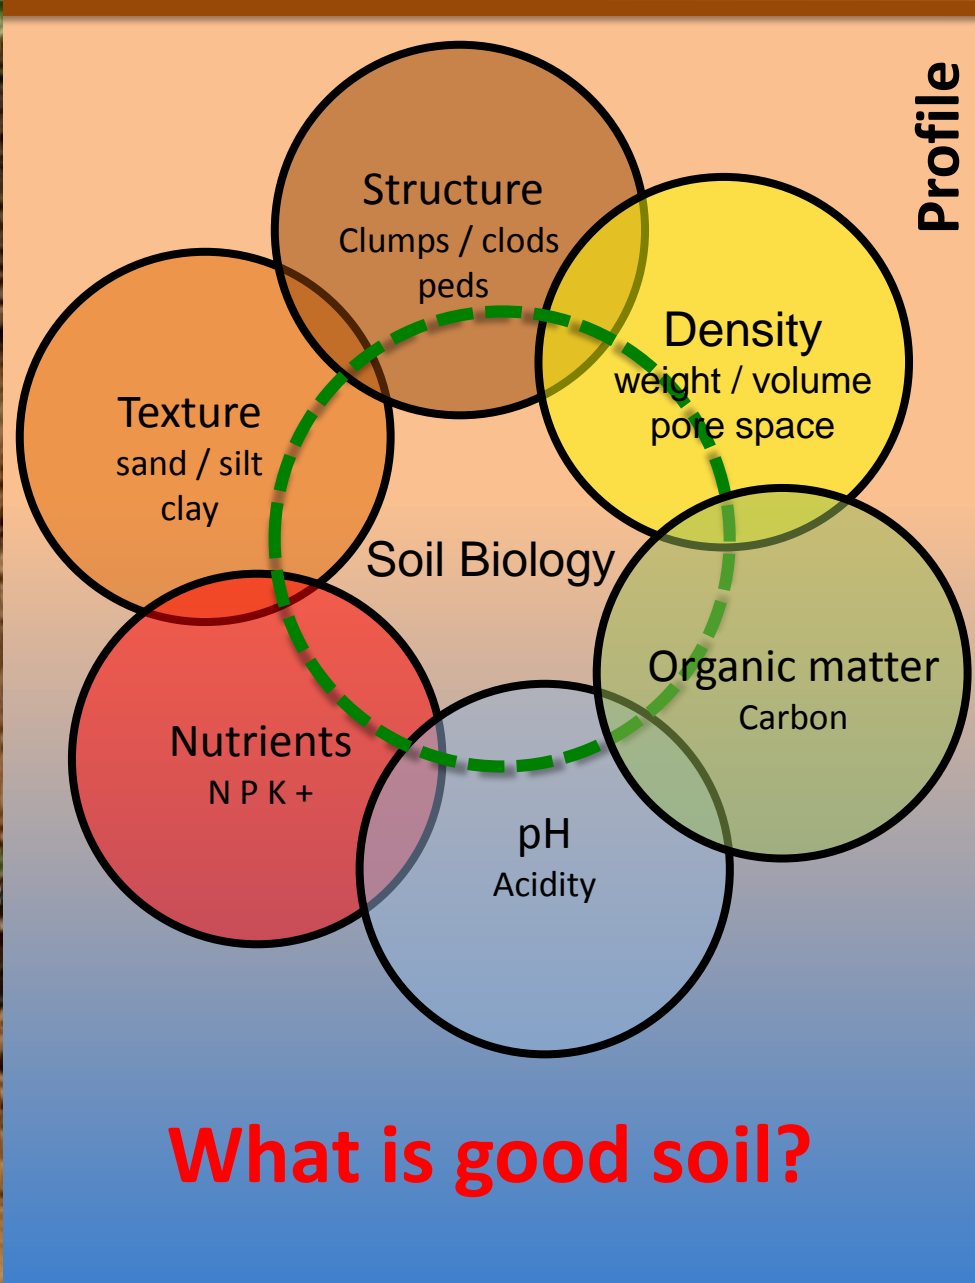 Profile
Structure
Clumps / clods
peds
Density
weight / volume
pore space
Texture
sand / silt
clay
Soil Biology
Organic matter
Carbon
Nutrients
N P K +
pH
Acidity
What is good soil?